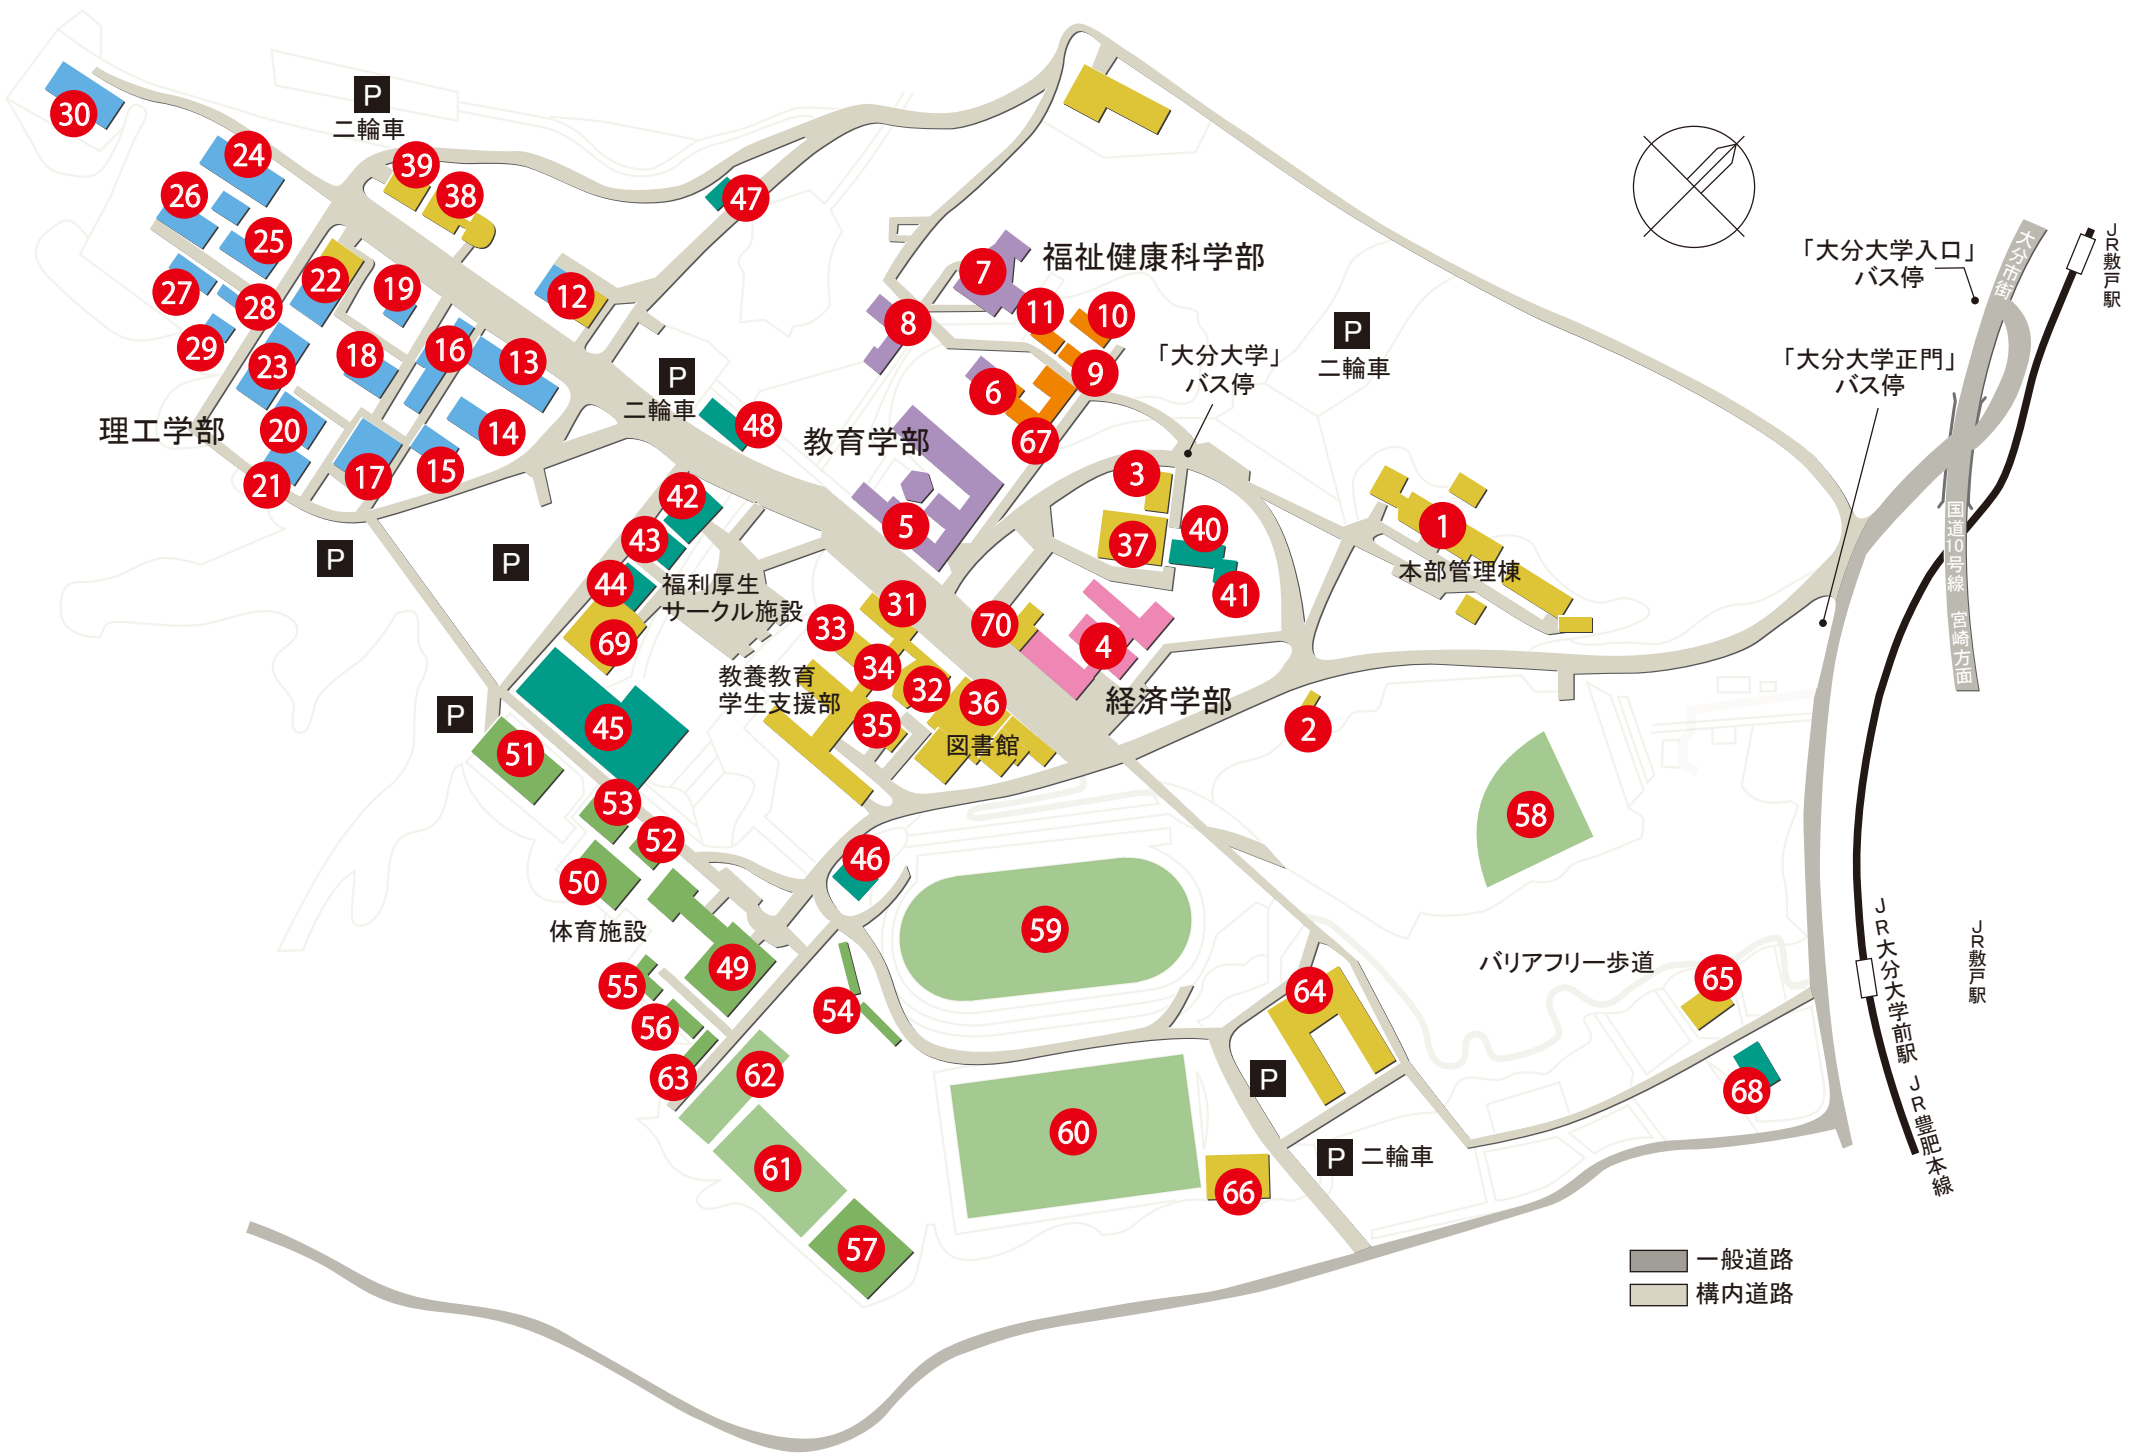 30
P
二輪車
24
39
26
38
47
25
22
27
28
19
12
29
18
16
13
23
20
14
21
17
15
理工学部
P
二輪車
48
福祉健康科学部
7
11
10
8
9
6
67
教育学部
5
「大分大学」
バス停
P
二輪車
3
37
40
41
1
本部管理棟
「大分大学入口」
バス停
「大分大学正門」
バス停
大分市街
JR敷戸駅
国道10号線 宮崎方面
P
P
42
43
44
福利厚生
サークル施設
69
31
33
34
32
36
35
教養教育
学生支援部
図書館
70
4
経済学部
2
P
45
51
53
52
50
体育施設
46
49
55
56
54
63
62
59
58
バリアフリー歩道
64
65
68
P
60
61
57
66
P 二輪車
JR大分大学前駅
JR敷戸駅
JR豊肥本線
一般道路
構内道路